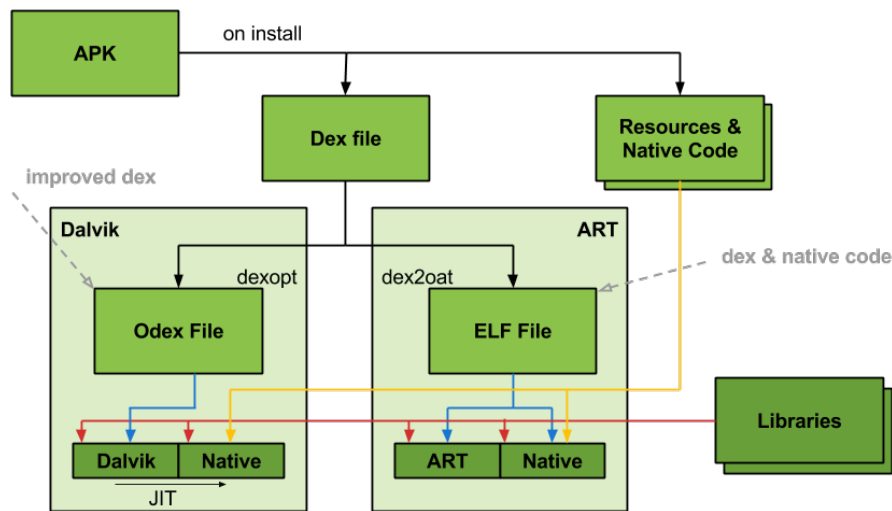 APK
on install
Dex file
Resources &
Native Code
improved dex
Dalvik
ART
dex & native code
dexopt
dex2oat
Odex File
ELF File
Libraries
Dalvik
Native
ART
Native
JIT